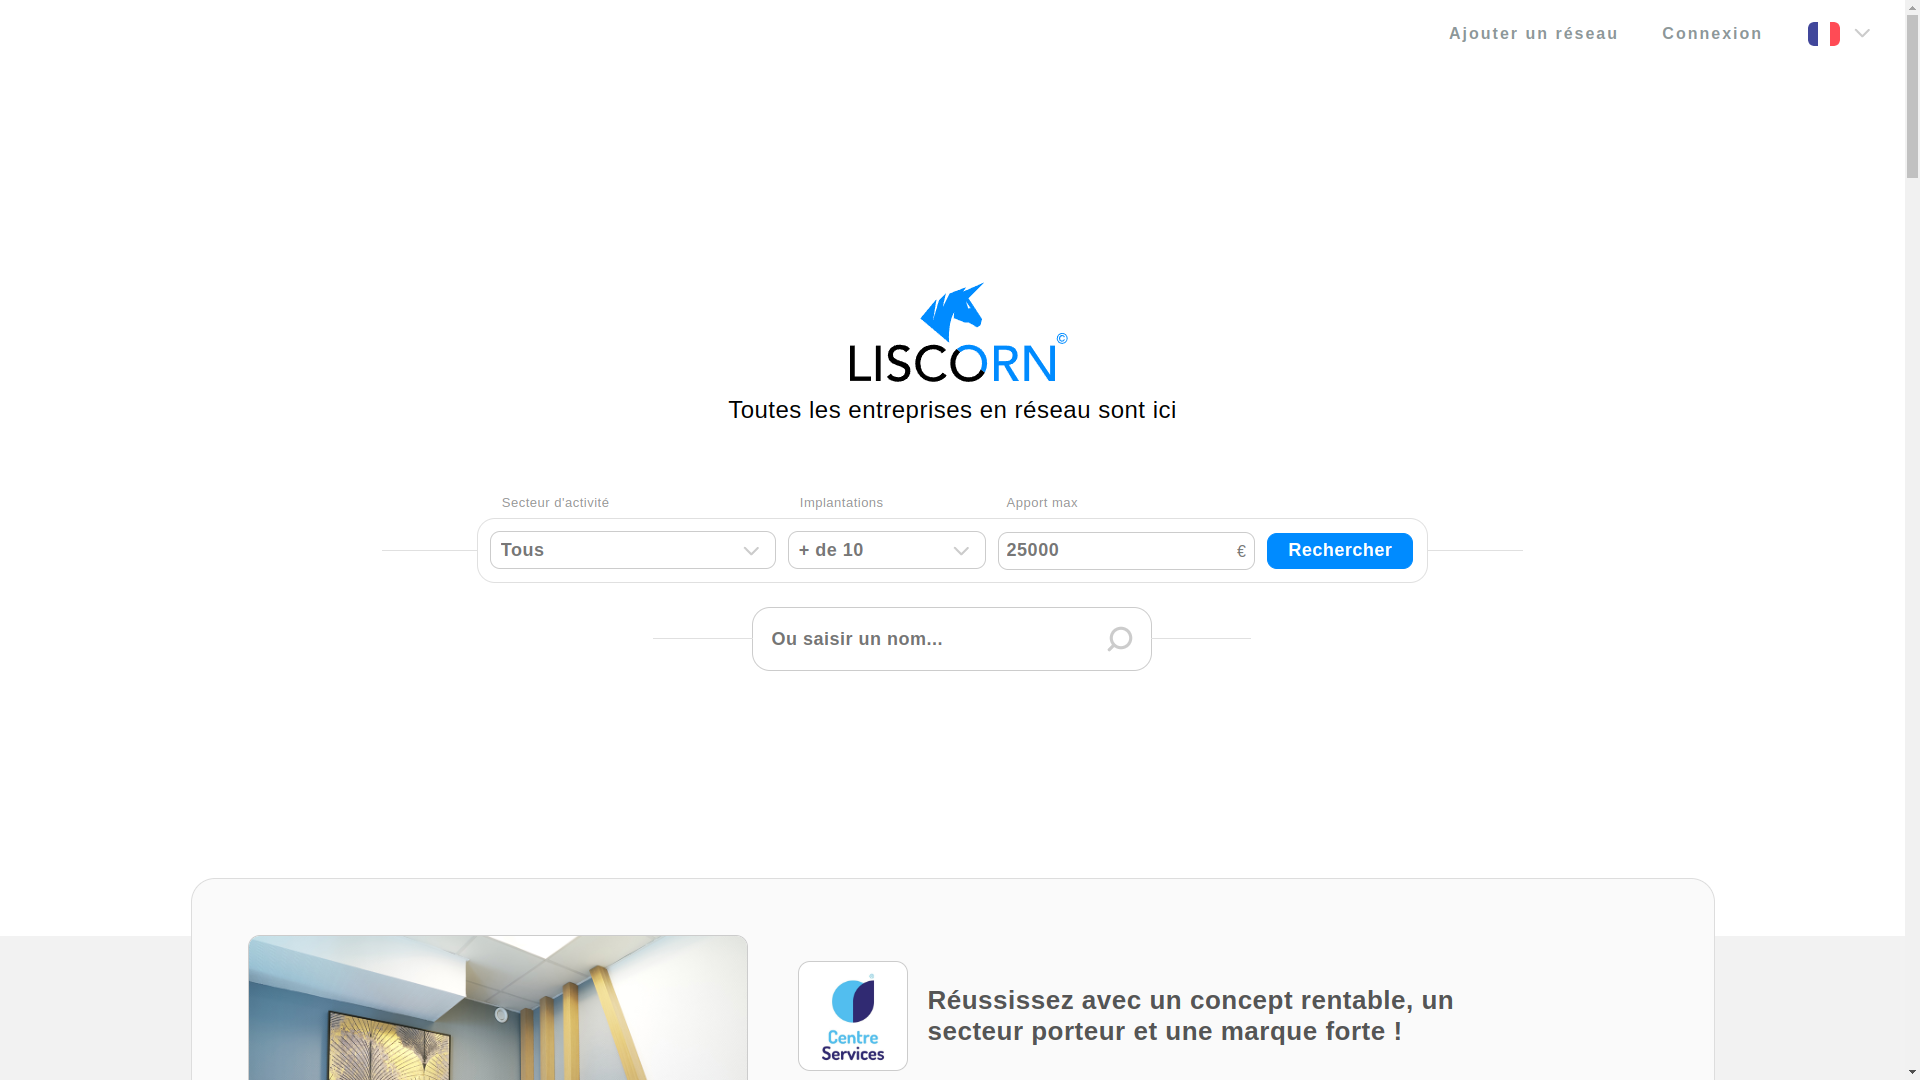 Ajouter un réseau
Connexion
LISCORN©
Toutes les entreprises en réseau sont ici
Secteur d'activité
Implantations
Apport max
Tous
+ de 10
25000
€
Rechercher
Ou saisir un nom...
Centre
Services
Réussissez avec un concept rentable, un
secteur porteur et une marque forte !